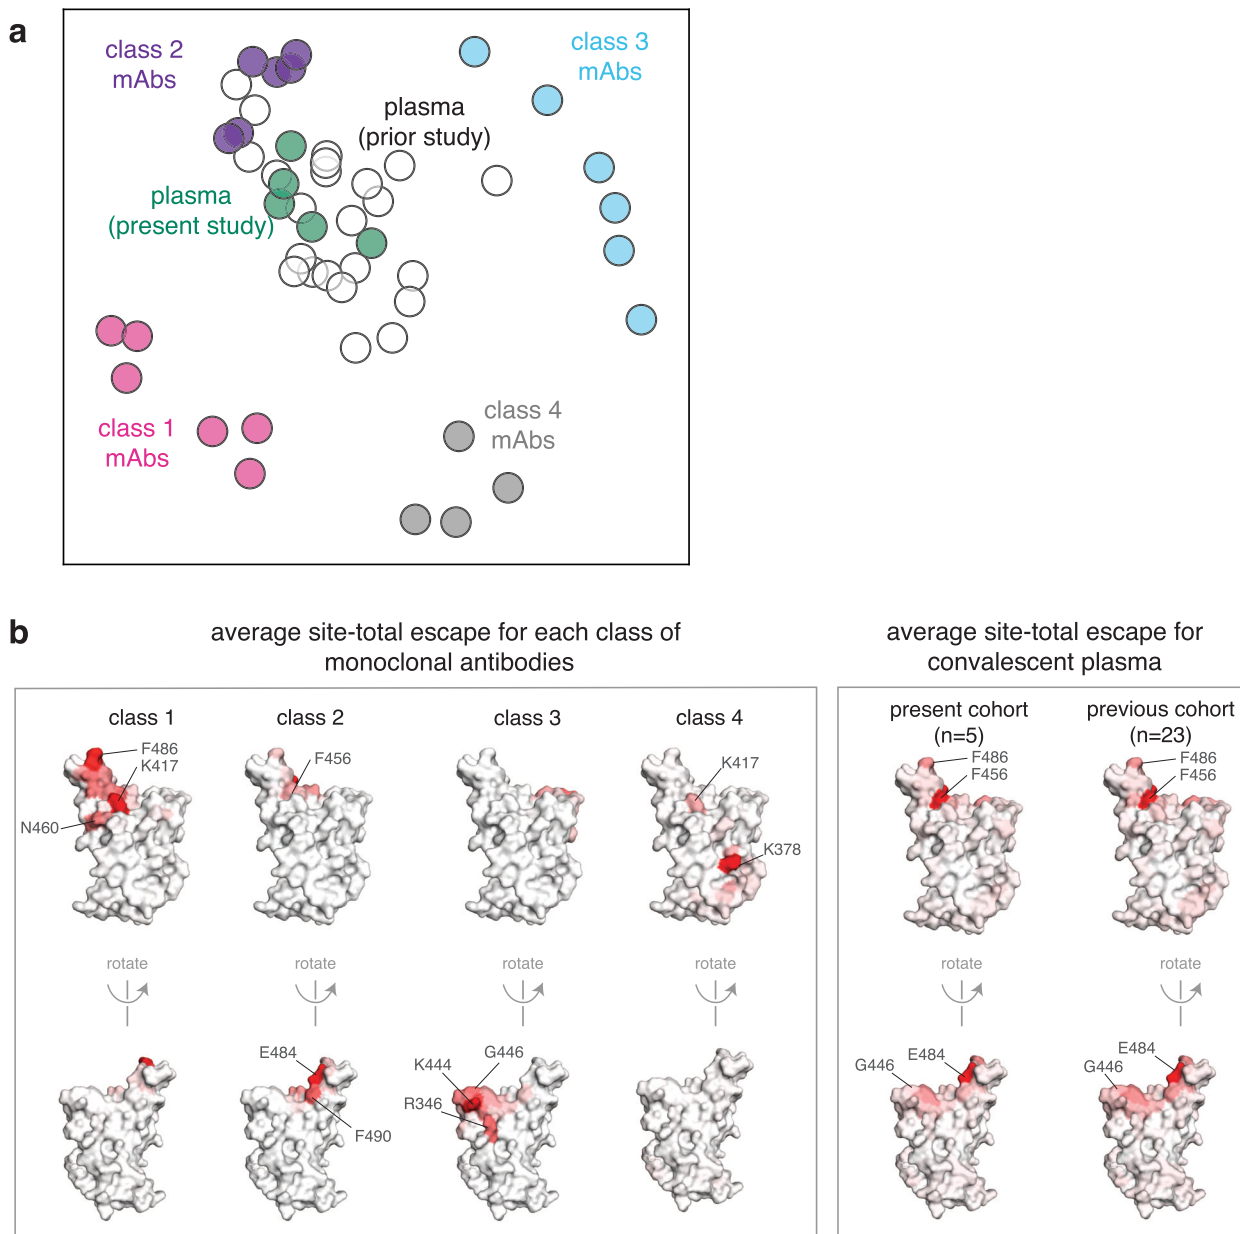 a
class 2
mAbs
class 3
mAbs
plasma
(prior study)
plasma
(present study)
class 1
mAbs
class 4
mAbs
b
average site-total escape for each class of
monoclonal antibodies
average site-total escape for
convalescent plasma
class 1
class 2
class 3
class 4
present cohort
(n=5)
previous cohort
(n=23)
F486
K417
N460
F456
K417
K378
F486
F456
F486
F456
rotate
rotate
rotate
rotate
rotate
rotate
E484
F490
K444
G446
R346
G446
E484
G446
E484